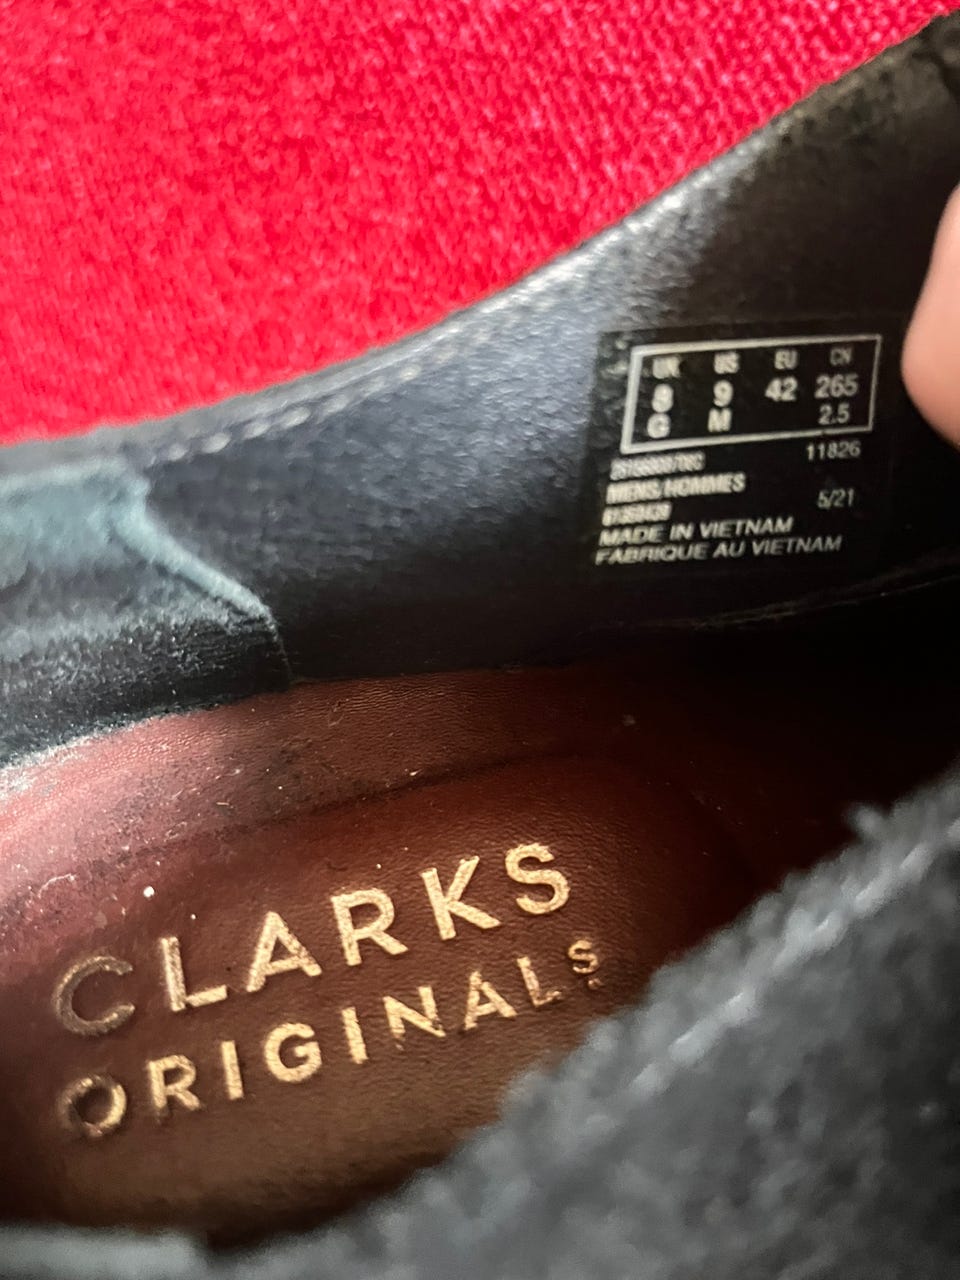 UK US EU CN
8 9 42 265
G M 2.5
11826
MENS/HOMMES
5/21
MADE IN VIETNAM
FABRIQUE AU VIETNAM
CLARKS
ORIGINALS